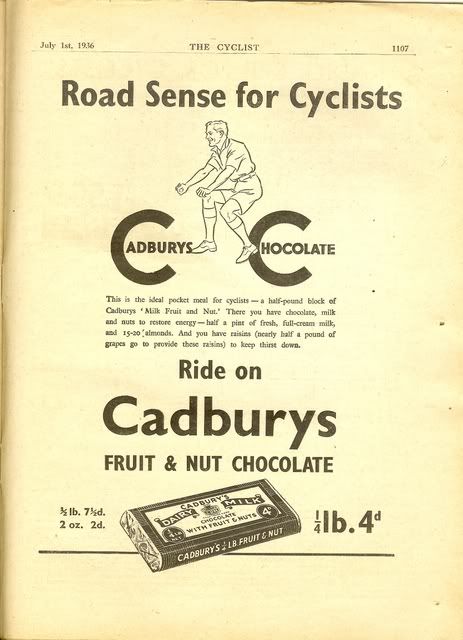 July 1st, 1936 THE CYCLIST 1107
Road Sense for Cyclists
CADBURYS CHOCOLATE
This is the ideal pocket meal for cyclists — a half-pound block of
Cadburys ' Milk Fruit and Nut.' There you have chocolate, milk
and nuts to restore energy — half a pint of fresh, full-cream milk,
and 15-20 almonds. And you have raisins (nearly half a pound of
grapes go to provide these raisins) to keep thirst down.
Ride on
Cadburys
FRUIT & NUT CHOCOLATE
½ lb. 7½d.
2 oz. 2d.
CADBURY'S
DAIRY MILK
CHOCOLATE
WITH FRUIT & NUTS
4D
CADBURY'S ¼ LB FRUIT & NUT
¼lb. 4d